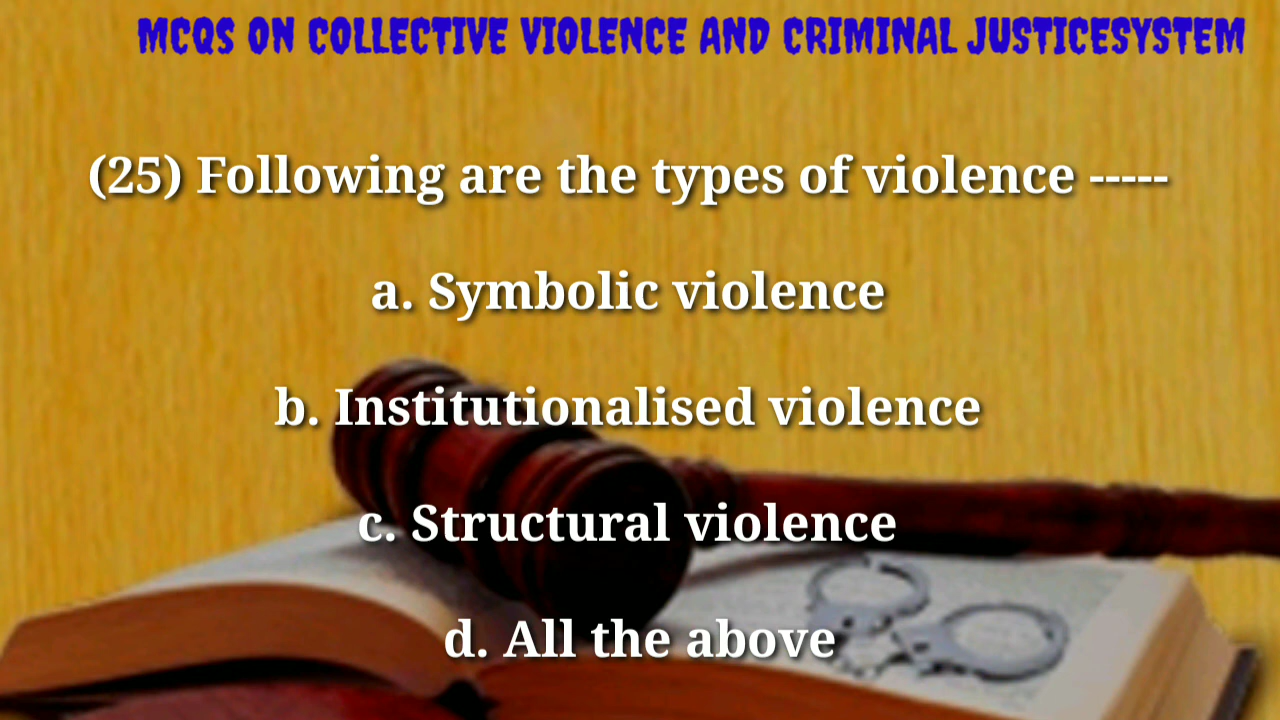 MCQS ON COLLECTIVE VIOLENCE AND CRIMINAL JUSTICESYSTEM
(25) Following are the types of violence -----
a. Symbolic violence
b. Institutionalised violence
c. Structural violence
d. All the above